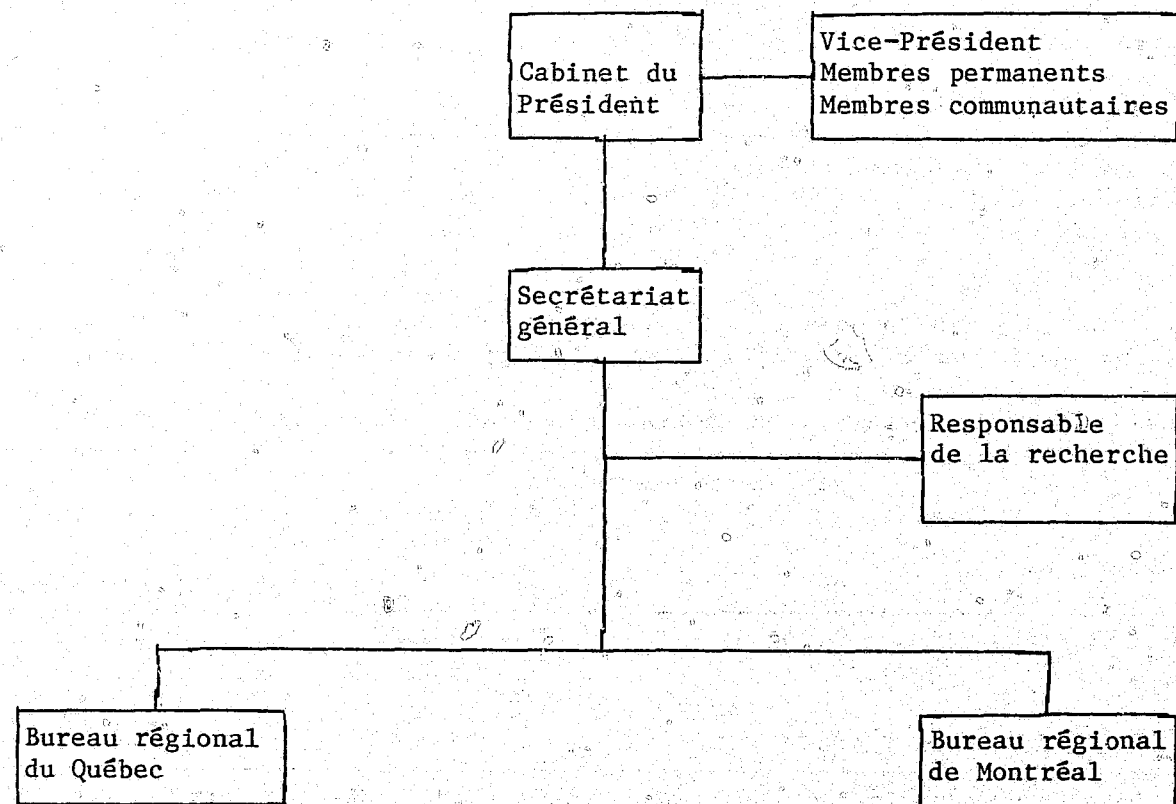 Cabinet du
Président
Vice-Président
Membres permanents
Membres communautaires
Secrétariat
général
Responsable
de la recherche
Bureau régional
du Québec
Bureau régional
de Montréal